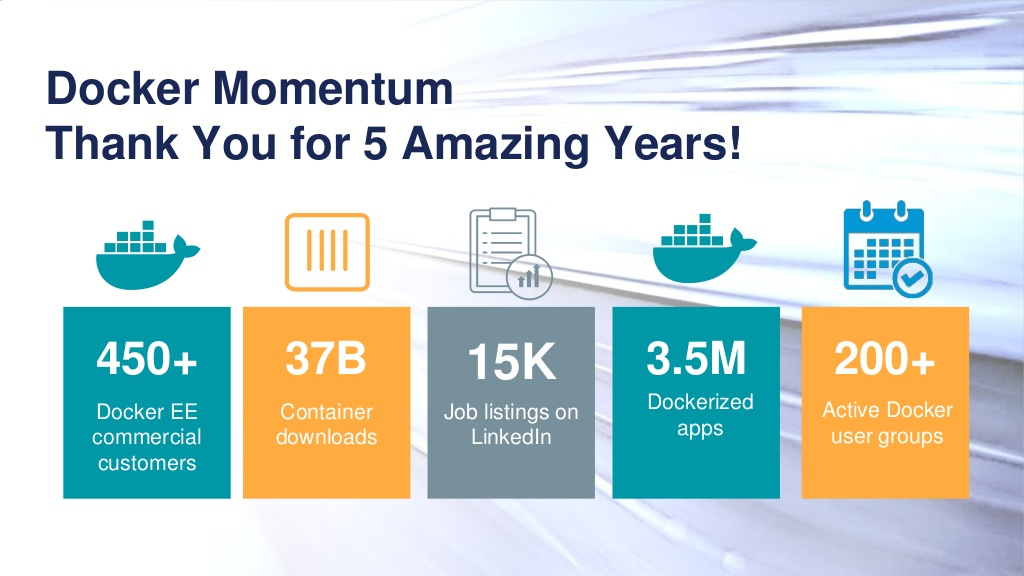 Docker Momentum
Thank You for 5 Amazing Years!
450+
Docker EE
commercial
customers
37B
Container
downloads
15K
Job listings on
LinkedIn
3.5M
Dockerized
apps
200+
Active Docker
user groups